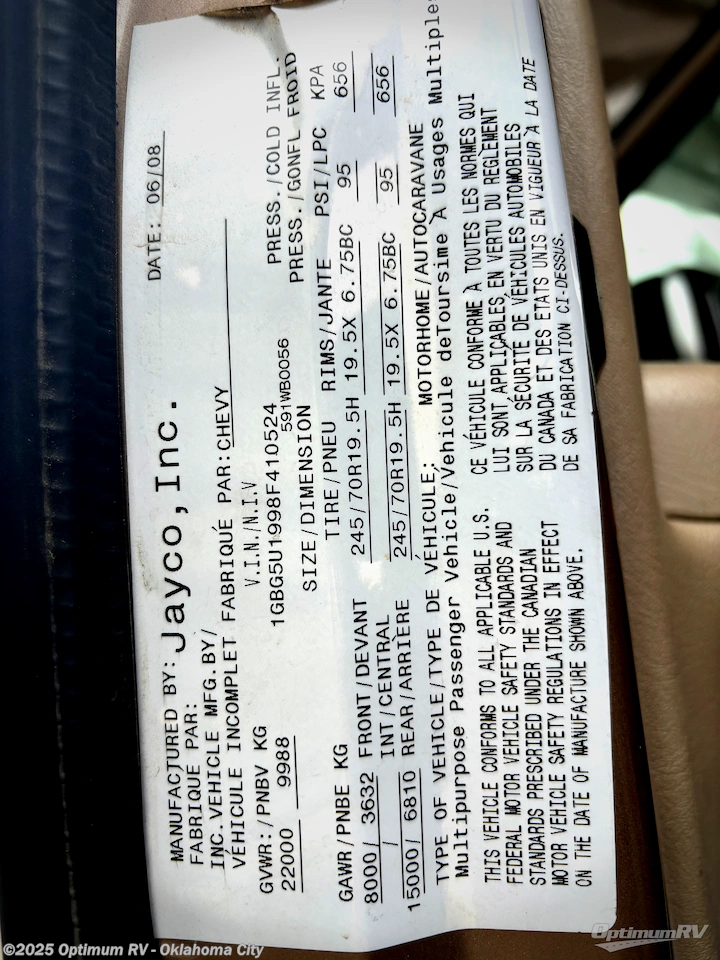 MANUFACTURED BY: Jayco, Inc. DATE: 06/08
FABRIQUE PAR:
INC. VEHICLE MFG. BY/
VÉHICULE INCOMPLET FABRIQUÉ PAR: CHEVY
V.I.N./N.I.V
GVWR:/PNBV KG 1GBG5U1998F410524 PRESS./COLD INFL.
22000 9988 591WB0056 PRESS./GONFL FROID
SIZE/DIMENSION
GAWR/PNBE KG TIRE/PNEU RIMS/JANTE PSI/LPC KPA
8000/ 3632 FRONT/DEVANT 245/70R19.5H 19.5X 6.75BC 95 656
INT/CENTRAL
15000/ 6810 REAR/ARRIÈRE 245/70R19.5H 19.5X 6.75BC 95 656
TYPE OF VEHICLE/TYPE DE VÉHICULE: MOTORHOME/AUTOCARAVANE
Multipurpose Passenger Vehicle/Vehicule deToursime À Usages Multiples
THIS VEHICLE CONFORMS TO ALL APPLICABLE U.S.
FEDERAL MOTOR VEHICLE SAFETY STANDARDS AND
STANDARDS PRESCRIBED UNDER THE CANADIAN
MOTOR VEHICLE SAFETY REGULATIONS IN EFFECT
ON THE DATE OF MANUFACTURE SHOWN ABOVE.
CE VÉHICULE CONFORME À TOUTES LES NORMES QUI
LUI SONT APPLICABLES EN VERTU DU REGLEMENT
SUR LA SÉCURITE DE VÉHICULES AUTOMOBILES
DU CANADA ET DES ETATS UNIS EN VIGUEUR À LA DATE
DE SA FABRICATION CI-DESSUS.
©2025 Optimum RV - Oklahoma City
OptimumRV